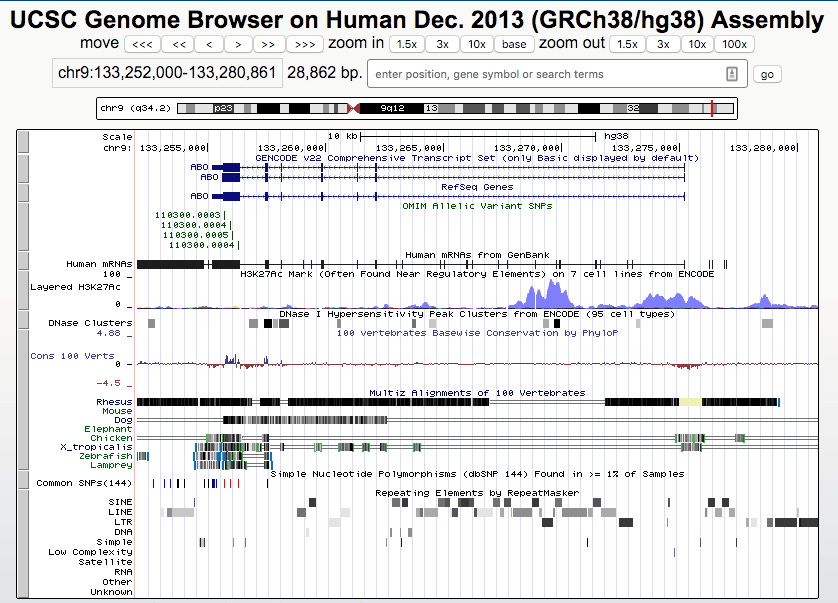 UCSC Genome Browser on Human Dec. 2013 (GRCh38/hg38) Assembly
move <<< << < > >> >>> zoom in 1.5x 3x 10x base zoom out 1.5x 3x 10x 100x
chr9:133,252,000-133,280,861 28,862 bp. enter position, gene symbol or search terms go
chr9 (q34.2) p23 9q12 13 32
Scale 10 kb hg38
chr9: 133,255,000 133,260,000 133,265,000 133,270,000 133,275,000 133,280,000
GENCODE v22 Comprehensive Transcript Set (only Basic displayed by default)
ABO
ABO
RefSeq Genes
ABO
OMIM Allelic Variant SNPs
110300.0003
110300.0004
110300.0005
110300.0004
Human mRNAs from GenBank
Human mRNAs
H3K27Ac Mark (Often Found Near Regulatory Elements) on 7 cell lines from ENCODE
100 _
Layered H3K27Ac
0 _
DNase I Hypersensitivity Peak Clusters from ENCODE (95 cell types)
DNase Clusters
100 vertebrates Basewise Conservation by PhyloP
4.88 _
Cons 100 Verts
0 -
-4.5 _
Multiz Alignments of 100 Vertebrates
Rhesus
Mouse
Dog
Elephant
Chicken
X_tropicalis
Zebrafish
Lamprey
Simple Nucleotide Polymorphisms (dbSNP 144) Found in >= 1% of Samples
Common SNPs(144)
Repeating Elements by RepeatMasker
SINE
LINE
LTR
DNA
Simple
Low Complexity
Satellite
RNA
Other
Unknown